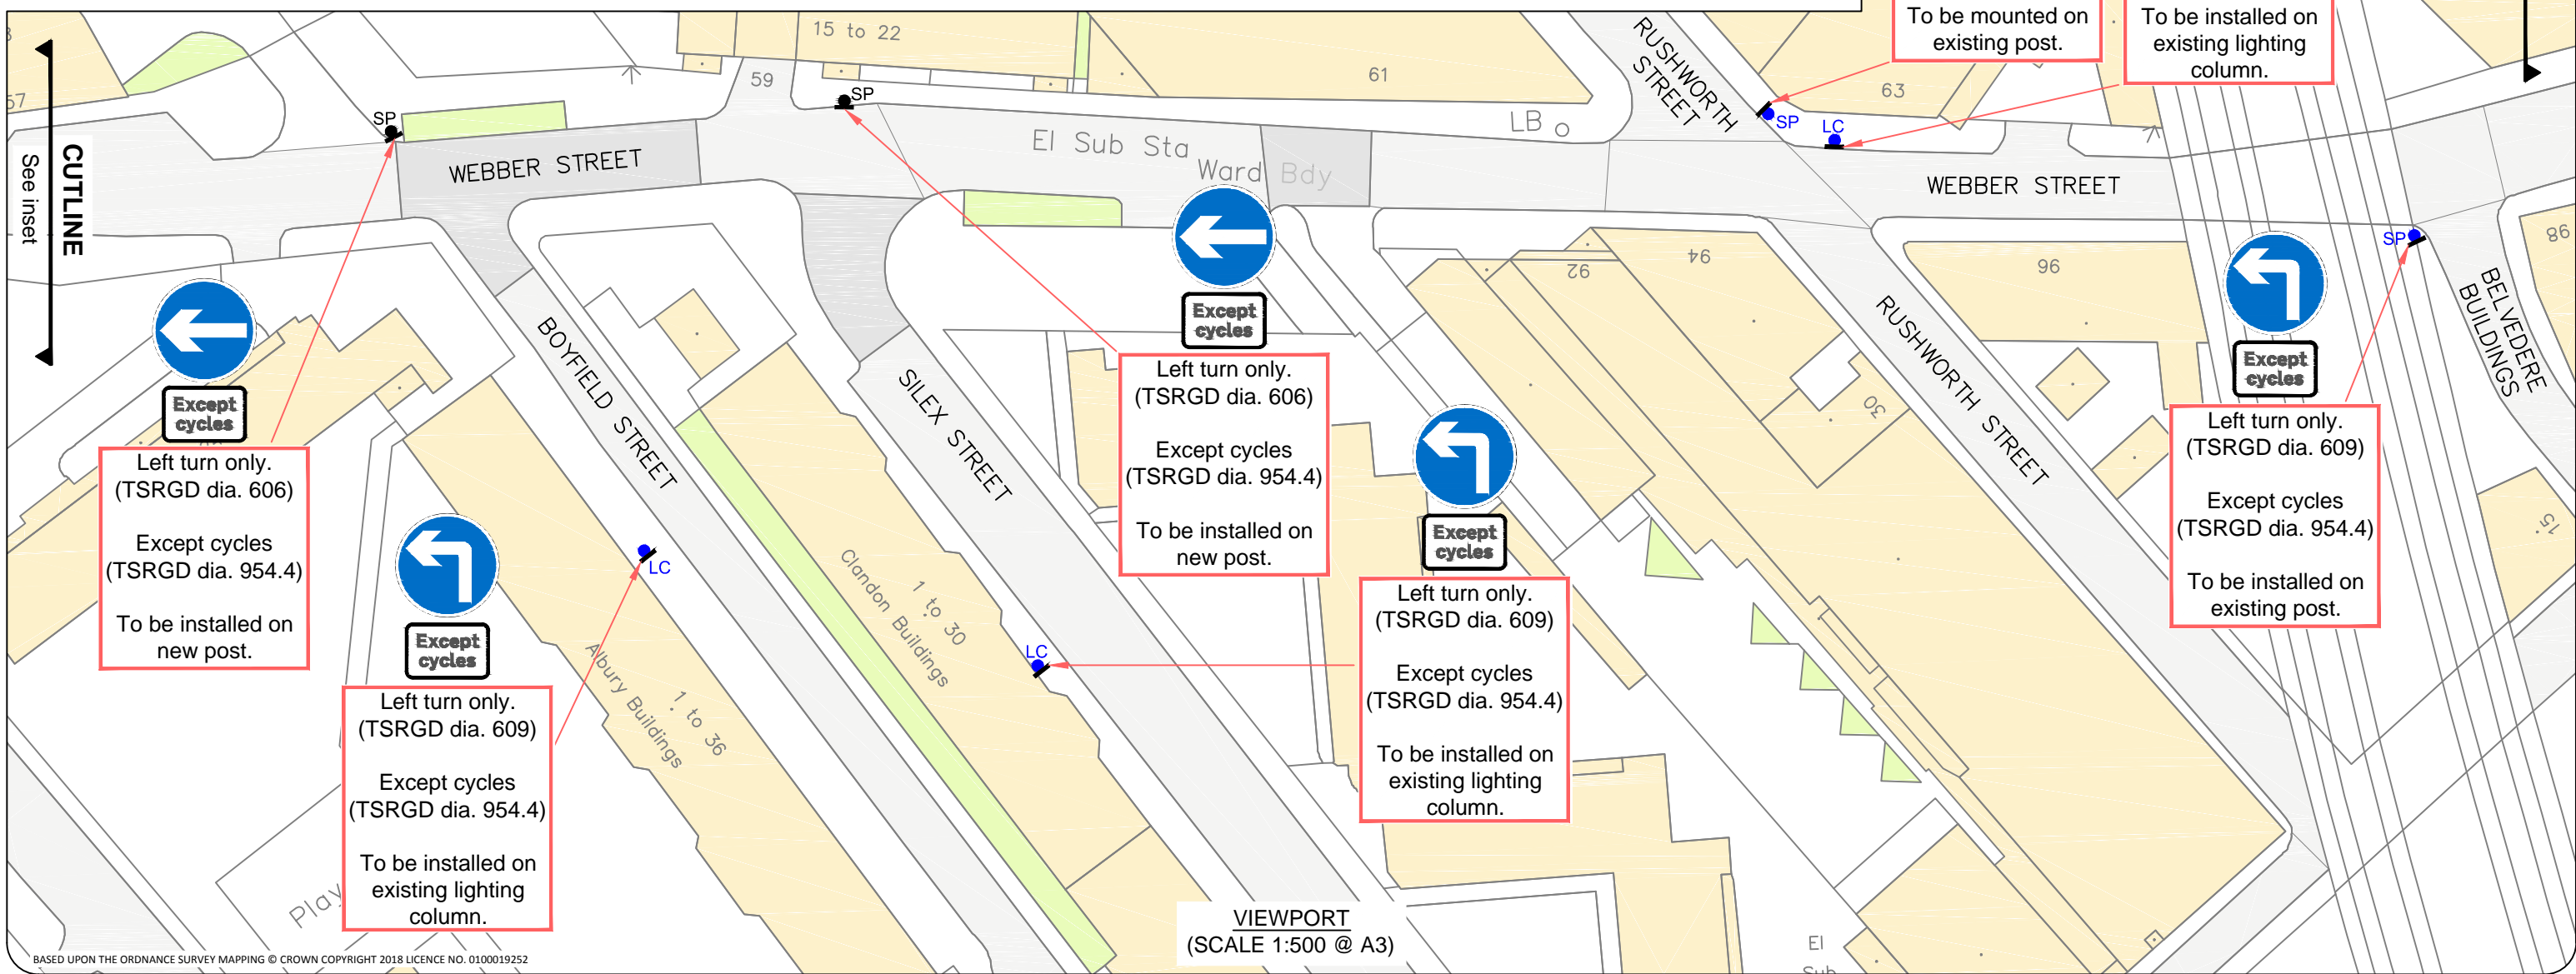 15 to 22
59
61
57
RUSHWORTH
STREET
To be mounted on
existing post.
To be installed on
existing lighting
column.
63
SP
SP
SP
LC
LB
CUTLINE
See inset
WEBBER STREET
El Sub Sta
Ward Bdy
WEBBER STREET
SP
98
BELVEDERE
BUILDINGS
92
94
96
30
15
RUSHWORTH STREET
BOYFIELD STREET
SILEX STREET
Except
cycles
Left turn only.
(TSRGD dia. 606)
Except cycles
(TSRGD dia. 954.4)
To be installed on
new post.
Except
cycles
Left turn only.
(TSRGD dia. 609)
Except cycles
(TSRGD dia. 954.4)
To be installed on
existing lighting
column.
LC
1 to 36
Albury Buildings
1 to 30
Clandon Buildings
LC
Except
cycles
Left turn only.
(TSRGD dia. 606)
Except cycles
(TSRGD dia. 954.4)
To be installed on
new post.
Except
cycles
Left turn only.
(TSRGD dia. 609)
Except cycles
(TSRGD dia. 954.4)
To be installed on
existing lighting
column.
Except
cycles
Left turn only.
(TSRGD dia. 609)
Except cycles
(TSRGD dia. 954.4)
To be installed on
existing post.
Play
VIEWPORT
(SCALE 1:500 @ A3)
El
Sub
BASED UPON THE ORDNANCE SURVEY MAPPING © CROWN COPYRIGHT 2018 LICENCE NO. 0100019252